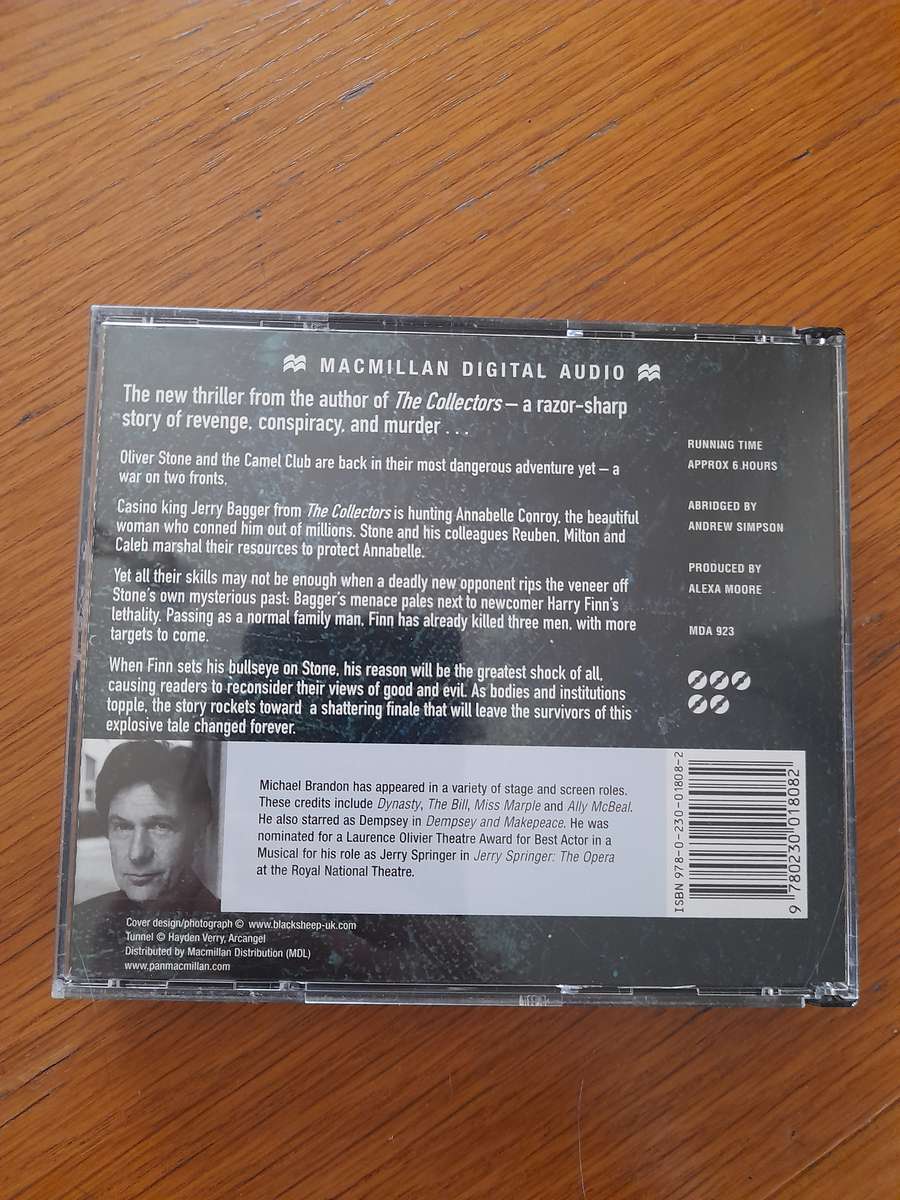 MACMILLAN DIGITAL AUDIO
The new thriller from the author of The Collectors – a razor-sharp
story of revenge, conspiracy, and murder . . .
Oliver Stone and the Camel Club are back in their most dangerous adventure yet – a
war on two fronts.
Casino king Jerry Bagger from The Collectors is hunting Annabelle Conroy, the beautiful
woman who conned him out of millions. Stone and his colleagues Reuben, Milton and
Caleb marshal their resources to protect Annabelle.
Yet all their skills may not be enough when a deadly new opponent rips the veneer off
Stone's own mysterious past: Bagger's menace pales next to newcomer Harry Finn's
lethality. Passing as a normal family man, Finn has already killed three men, with more
targets to come.
When Finn sets his bullseye on Stone, his reason will be the greatest shock of all,
causing readers to reconsider their views of good and evil. As bodies and institutions
topple, the story rockets toward a shattering finale that will leave the survivors of this
explosive tale changed forever.
RUNNING TIME
APPROX 6 HOURS
ABRIDGED BY
ANDREW SIMPSON
PRODUCED BY
ALEXA MOORE
MDA 923
Michael Brandon has appeared in a variety of stage and screen roles.
These credits include Dynasty, The Bill, Miss Marple and Ally McBeal.
He also starred as Dempsey in Dempsey and Makepeace. He was
nominated for a Laurence Olivier Theatre Award for Best Actor in a
Musical for his role as Jerry Springer in Jerry Springer: The Opera
at the Royal National Theatre.
ISBN 978-0-230-01808-2
9 780230 018082
Cover design/photograph © www.blacksheep-uk.com
Tunnel © Hayden Verry, Arcangel
Distributed by Macmillan Distribution (MDL)
www.panmacmillan.com